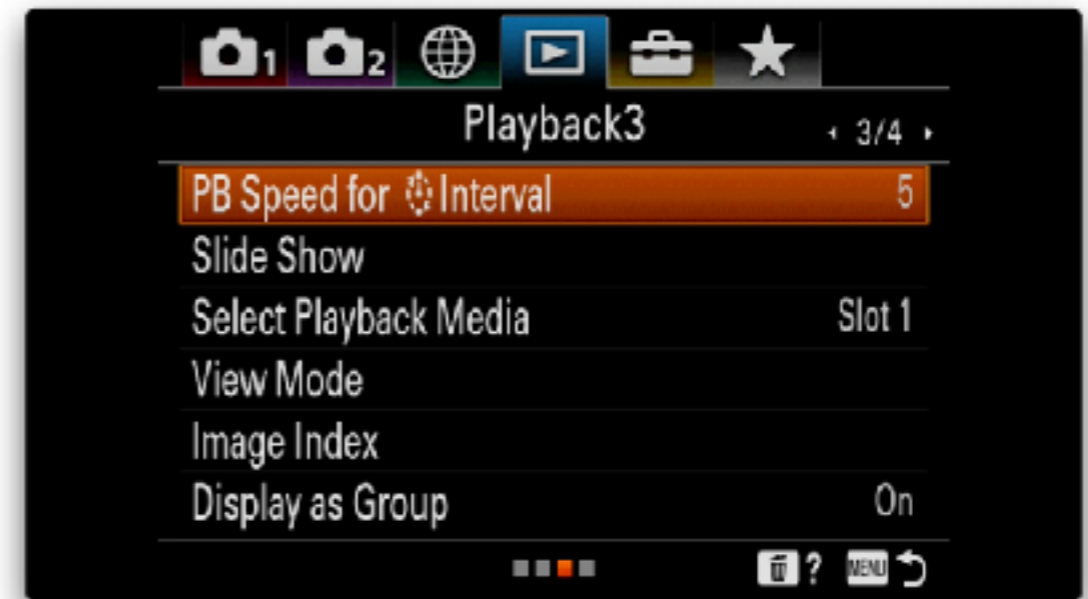 1 2
Playback3 3/4
PB Speed for Interval 5
Slide Show
Select Playback Media Slot 1
View Mode
Image Index
Display as Group On
? MENU